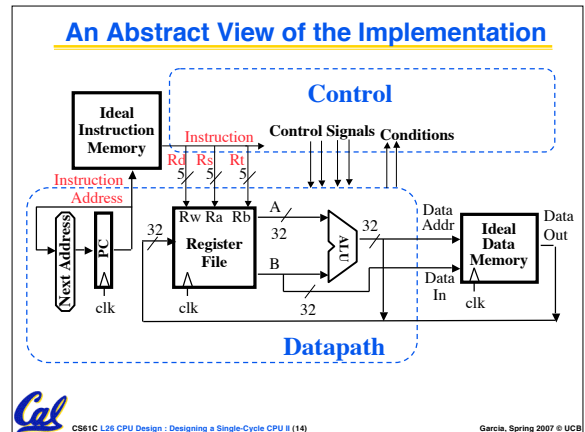 An Abstract View of the Implementation
Control
Ideal
Instruction
Memory
Instruction
Control Signals
Conditions
Rd
Rs
Rt
5
5
5
Instruction
Address
Rw Ra Rb
Register
File
clk
Next Address
PC
clk
32
A
32
B
32
ALU
32
Data
Addr
Data
In
Ideal
Data
Memory
clk
Data
Out
Datapath
Cal
CS61C L26 CPU Design : Designing a Single-Cycle CPU II (14)
Garcia, Spring 2007 © UCB